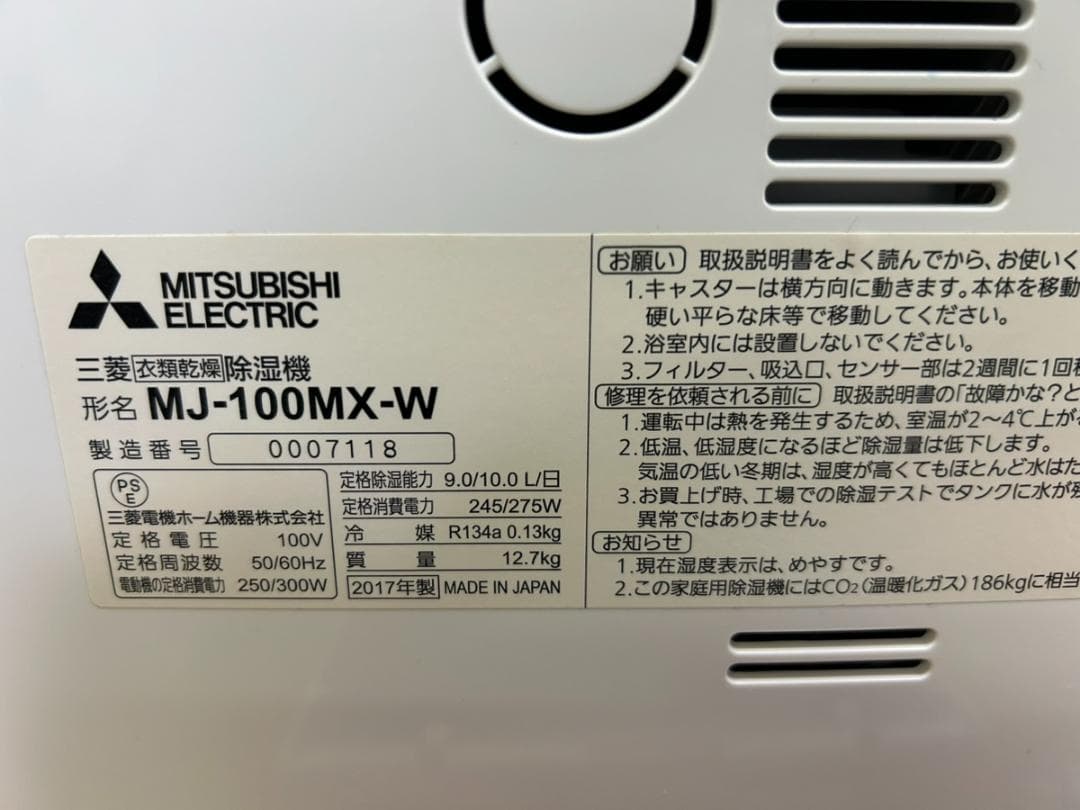 MITSUBISHI
ELECTRIC
三菱 衣類乾燥 除湿機
形名 MJ-100MX-W
製造番号 0007118
PS
E
三菱電機ホーム機器株式会社
定格電圧 100V
定格周波数 50/60Hz
電動機の定格消費電力 250/300W
定格除湿能力 9.0/10.0 L/日
定格消費電力 245/275W
冷媒 R134a 0.13kg
質量 12.7kg
2017年製 MADE IN JAPAN
お願い 取扱説明書をよく読んでから、お使いく
1.キャスターは横方向に動きます。本体を移動
硬い平らな床等で移動してください。
2.浴室内には設置しないでください。
3.フィルター、吸込口、センサー部は2週間に1回程
修理を依頼される前に 取扱説明書の「故障かな?と
1.運転中は熱を発生するため、室温が2〜4℃上が
2.低温、低湿度になるほど除湿量は低下します。
気温の低い冬期は、湿度が高くてもほとんど水はた
3.お買上げ時、工場での除湿テストでタンクに水が残
異常ではありません。
お知らせ
1.現在湿度表示は、めやすです。
2.この家庭用除湿機にはCO2(温暖化ガス)186kgに相当